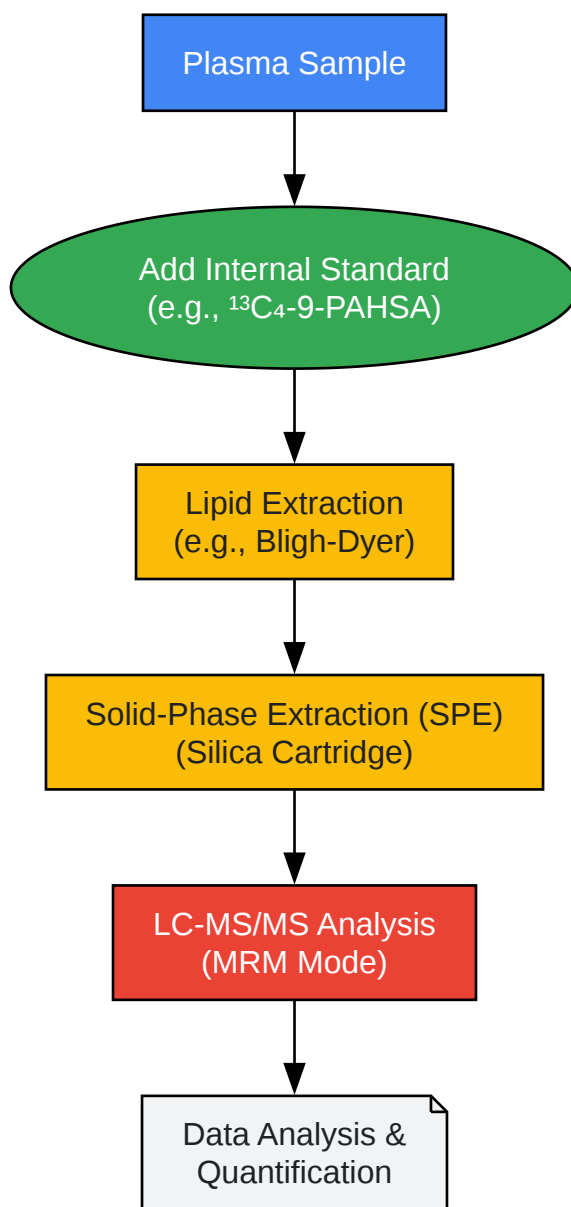 Plasma Sample
Add Internal Standard
(e.g., ¹³C₄-9-PAHSA)
Lipid Extraction
(e.g., Bligh-Dyer)
Solid-Phase Extraction (SPE)
(Silica Cartridge)
LC-MS/MS Analysis
(MRM Mode)
Data Analysis &
Quantification